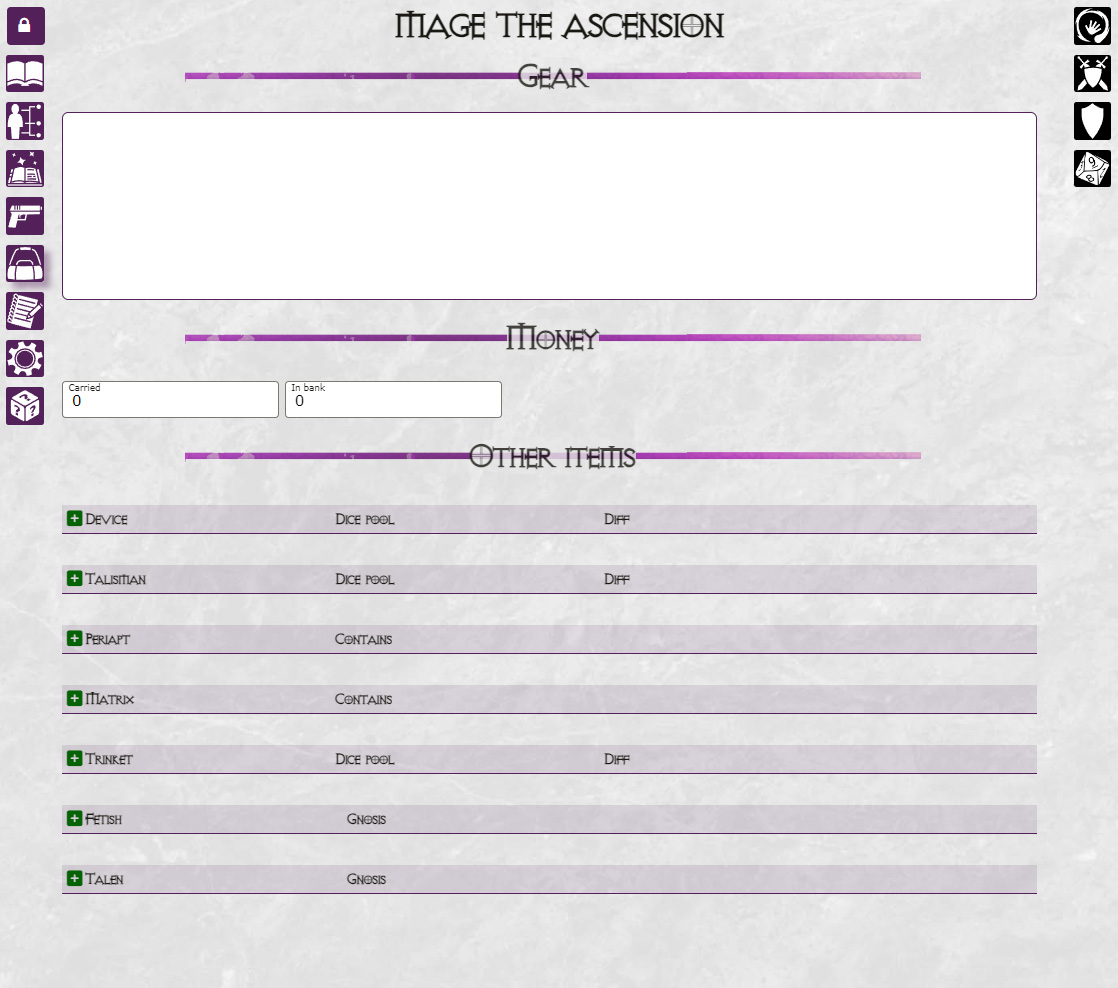 Mage the Ascension
Gear
Money
Carried In bank
0 0
Other items
Device Dice pool Diff
Talisman Dice pool Diff
Periapt Contains
Matrix Contains
Trinket Dice pool Diff
Fetish Gnosis
Talen Gnosis